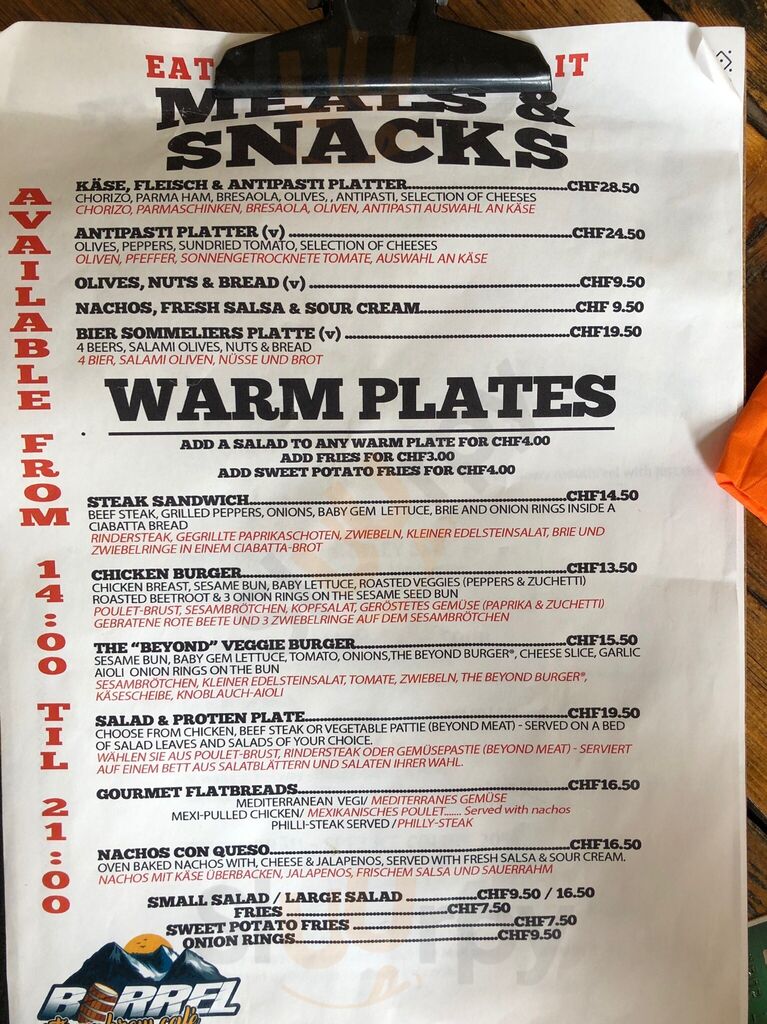 EAT IT
MEALS &
SNACKS
AVAILABLE FROM 14:00 TIL 21:00
KÄSE, FLEISCH & ANTIPASTI PLATTER CHF28.50
CHORIZO, PARMA HAM, BRESAOLA, OLIVES, , ANTIPASTI, SELECTION OF CHEESES
CHORIZO, PARMASCHINKEN, BRESAOLA, OLIVEN, ANTIPASTI AUSWAHL AN KÄSE
ANTIPASTI PLATTER (v) CHF24.50
OLIVES, PEPPERS, SUNDRIED TOMATO, SELECTION OF CHEESES
OLIVEN, PFEFFER, SONNENGETROCKNETE TOMATE, AUSWAHL AN KÄSE
OLIVES, NUTS & BREAD (v) CHF9.50
NACHOS, FRESH SALSA & SOUR CREAM CHF 9.50
BIER SOMMELIERS PLATTE (v) CHF19.50
4 BEERS, SALAMI OLIVES, NUTS & BREAD
4 BIER, SALAMI OLIVEN, NÜSSE UND BROT
WARM PLATES
ADD A SALAD TO ANY WARM PLATE FOR CHF4.00
ADD FRIES FOR CHF3.00
ADD SWEET POTATO FRIES FOR CHF4.00
STEAK SANDWICH CHF14.50
BEEF STEAK, GRILLED PEPPERS, ONIONS, BABY GEM LETTUCE, BRIE AND ONION RINGS INSIDE A
CIABATTA BREAD
RINDERSTEAK, GEGRILLTE PAPRIKASCHOTEN, ZWIEBELN, KLEINER EDELSTEINSALAT, BRIE UND
ZWIEBELRINGE IN EINEM CIABATTA-BROT
CHICKEN BURGER CHF13.50
CHICKEN BREAST, SESAME BUN, BABY LETTUCE, ROASTED VEGGIES (PEPPERS & ZUCHETTI)
ROASTED BEETROOT & 3 ONION RINGS ON THE SESAME SEED BUN
POULET-BRUST, SESAMBRÖTCHEN, KOPFSALAT, GERÖSTETES GEMÜSE (PAPRIKA & ZUCHETTI)
GEBRATENE ROTE BEETE UND 3 ZWIEBELRINGE AUF DEM SESAMBRÖTCHEN
THE "BEYOND" VEGGIE BURGER CHF15.50
SESAME BUN, BABY GEM LETTUCE, TOMATO, ONIONS,THE BEYOND BURGER®, CHEESE SLICE, GARLIC
AIOLI ONION RINGS ON THE BUN
SESAMBRÖTCHEN, KLEINER EDELSTEINSALAT, TOMATE, ZWIEBELN, THE BEYOND BURGER®,
KÄSESCHEIBE, KNOBLAUCH-AIOLI
SALAD & PROTIEN PLATE CHF19.50
CHOOSE FROM CHICKEN, BEEF STEAK OR VEGETABLE PATTIE (BEYOND MEAT) - SERVED ON A BED
OF SALAD LEAVES AND SALADS OF YOUR CHOICE.
WÄHLEN SIE AUS POULET-BRUST, RINDERSTEAK ODER GEMÜSEPASTIE (BEYOND MEAT) - SERVIERT
AUF EINEM BETT AUS SALATBLÄTTERN UND SALATEN IHRER WAHL.
GOURMET FLATBREADS CHF16.50
MEDITERRANEAN VEGI/ MEDITERRANES GEMÜSE
MEXI-PULLED CHICKEN/ MEXIKANISCHES POULET...... Served with nachos
PHILLI-STEAK SERVED /PHILLY-STEAK
NACHOS CON QUESO CHF16.50
OVEN BAKED NACHOS WITH, CHEESE & JALAPENOS, SERVED WITH FRESH SALSA & SOUR CREAM.
NACHOS MIT KÄSE ÜBERBACKEN, JALAPENOS, FRISCHEM SALSA UND SAUERRAHM
SMALL SALAD / LARGE SALAD CHF9.50 / 16.50
FRIES CHF7.50
SWEET POTATO FRIES CHF7.50
ONION RINGS CHF9.50
BARREL
brew café